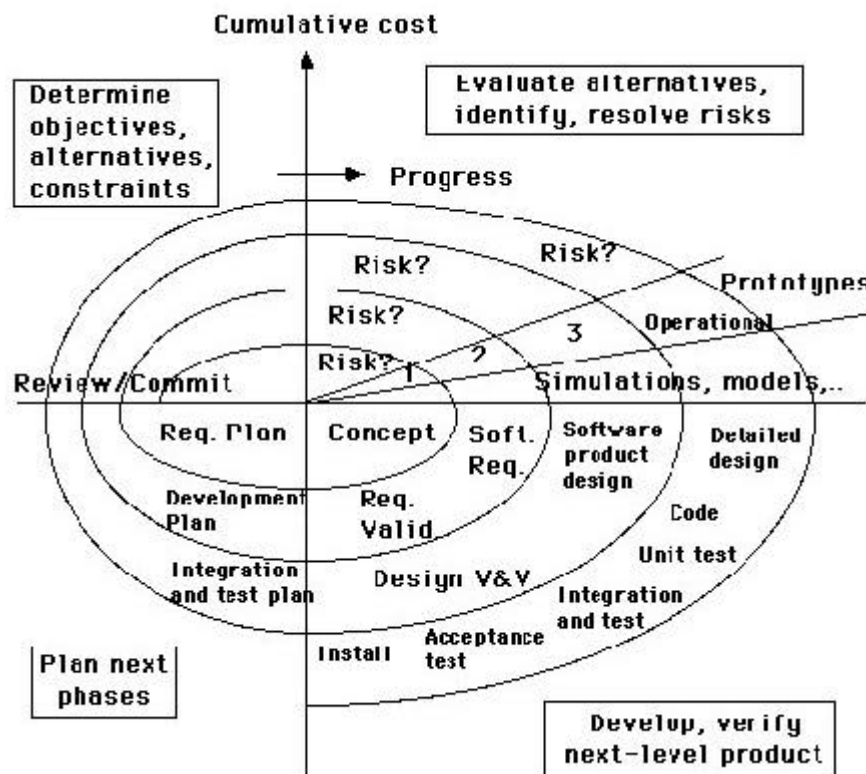 Cumulative cost
Determine
objectives,
alternatives,
constraints
Evaluate alternatives,
identify, resolve risks
Progress
Risk?
Risk?
Risk?
Risk?
Prototypes
1
2
3
Operational
Review/Commit
Simulations, models,..
Req. Plan
Concept
Soft.
Req.
Software
product
design
Detailed
design
Development
Plan
Req.
Valid
Code
Unit test
Integration
and test plan
Design V&V
Integration
and test
Install
Acceptance
test
Plan next
phases
Develup, verify
next-level product